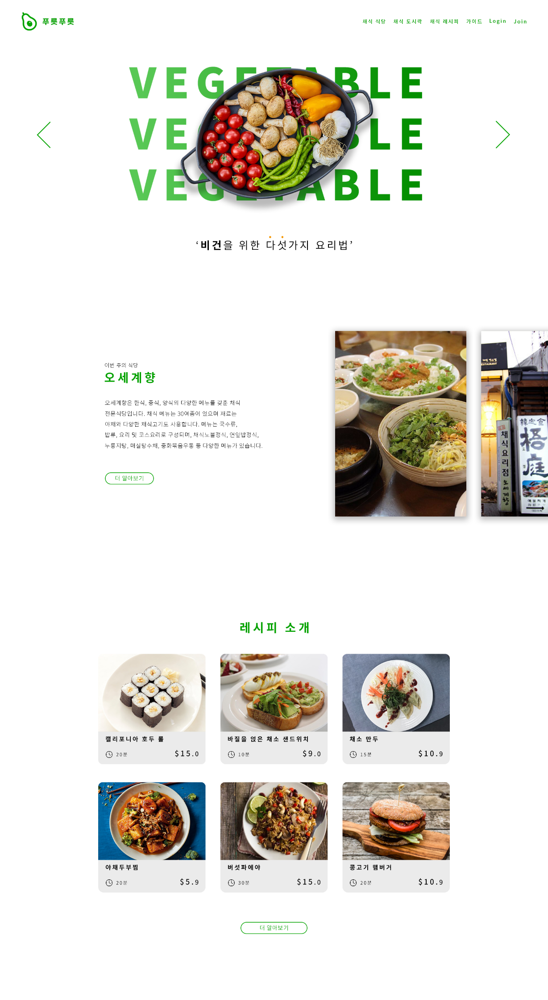 푸릇푸릇
채식 식당 채식 도시락 채식 레시피 가이드 Login Join
VEGETABLE
VEGETABLE
VEGETABLE
‘비건을 위한 다섯가지 요리법’
이번 주의 식당
오세계향
오세계향은 한식, 중식, 양식의 다양한 메뉴를 갖춘 채식
전문식당입니다. 채식 메뉴는 30여종이 있으며 재료는
야채와 다양한 채식고기도 사용합니다. 메뉴는 국수류,
밥류, 요리 및 코스요리로 구성되며, 채식노블정식, 연잎밥정식,
누룽지탕, 매실탕수채, 중화볶음우동 등 다양한 메뉴가 있습니다.
더 알아보기
채식요리점 오세계향
韓定食
梧庭
레시피 소개
캘리포니아 호두 롤
20분 $15.0
바질을 얹은 채소 샌드위치
10분 $9.0
채소 만두
15분 $10.9
야채두부찜
20분 $5.9
버섯파에야
30분 $15.0
콩고기 햄버거
20분 $10.9
더 알아보기